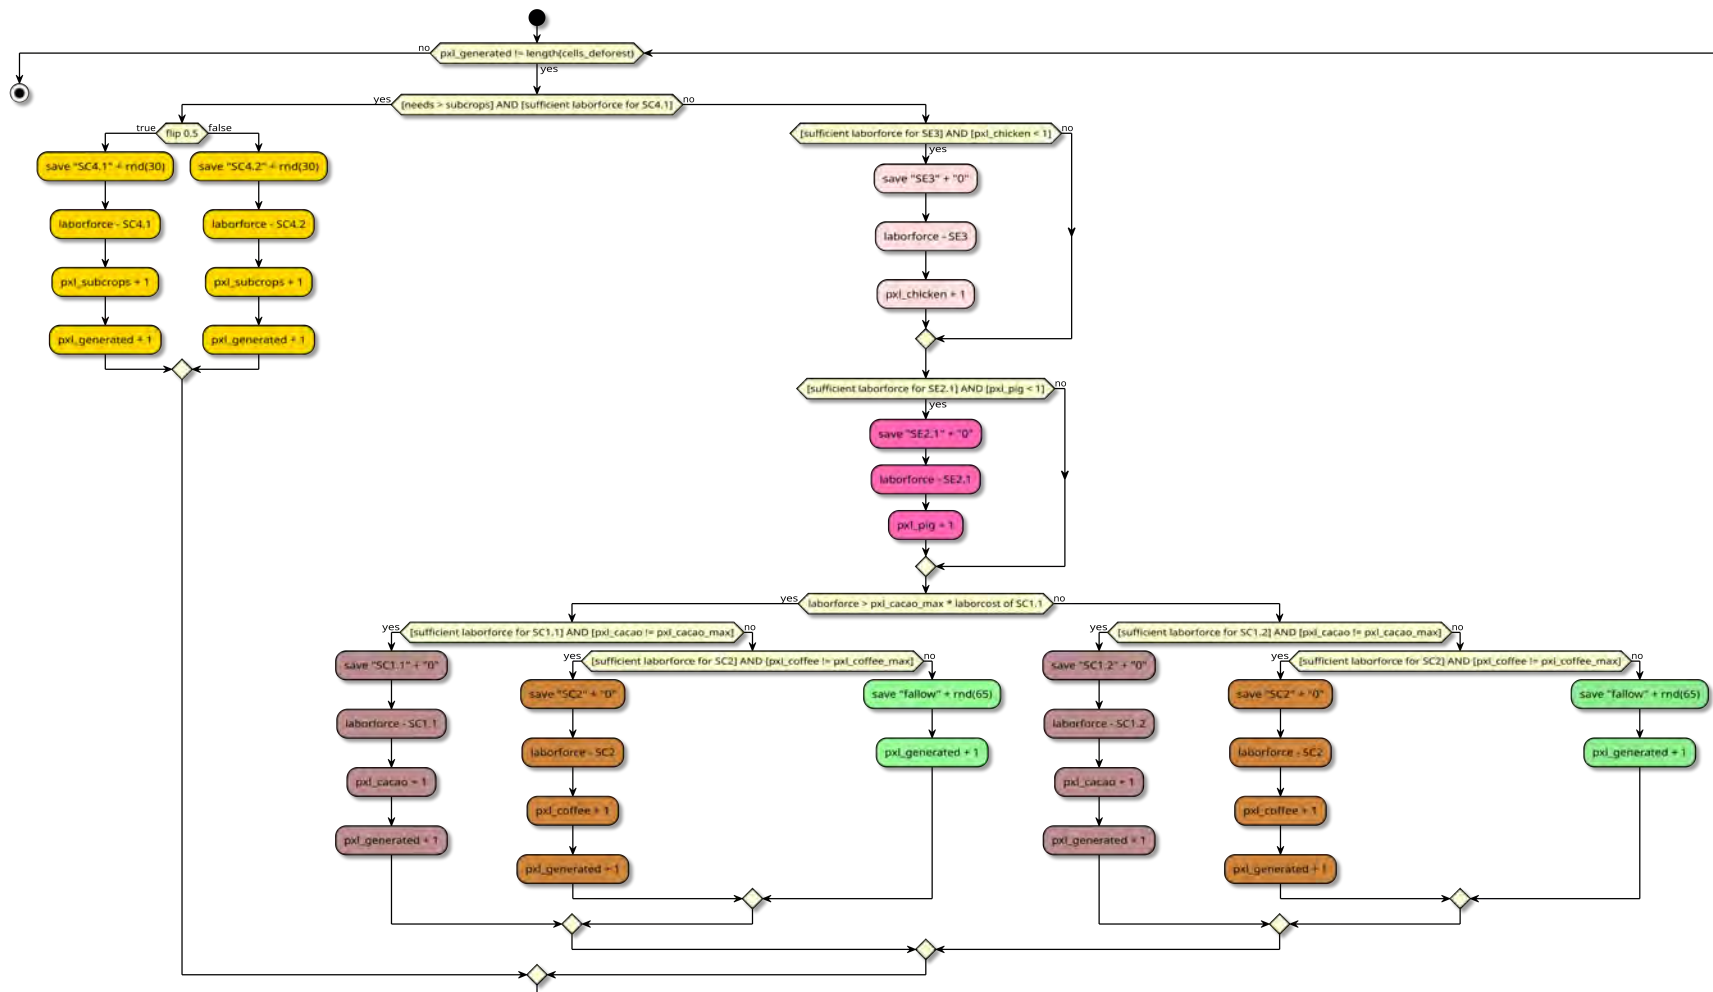 pxl_generated != length(cells_deforest)
no
yes
[needs > subcrops] AND [sufficient laborforce for SC4.1]
yes
no
flip 0.5
true
false
save "SC4.1" + rnd(30)
laborforce - SC4.1
pxl_subcrops + 1
pxl_generated + 1
save "SC4.2" + rnd(30)
laborforce - SC4.2
pxl_subcrops + 1
pxl_generated + 1
[sufficient laborforce for SE3] AND [pxl_chicken < 1]
no
yes
save "SE3" + "0"
laborforce - SE3
pxl_chicken + 1
[sufficient laborforce for SE2.1] AND [pxl_pig < 1]
no
yes
save "SE2.1" + "0"
laborforce - SE2.1
pxl_pig + 1
laborforce > pxl_cacao_max * laborcost of SC1.1
yes
no
[sufficient laborforce for SC1.1] AND [pxl_cacao != pxl_cacao_max]
yes
no
save "SC1.1" + "0"
laborforce - SC1.1
pxl_cacao + 1
pxl_generated + 1
[sufficient laborforce for SC2] AND [pxl_coffee != pxl_coffee_max]
yes
no
save "SC2" + "0"
laborforce - SC2
pxl_coffee + 1
pxl_generated + 1
save "fallow" + rnd(65)
pxl_generated + 1
[sufficient laborforce for SC1.2] AND [pxl_cacao != pxl_cacao_max]
yes
no
save "SC1.2" + "0"
laborforce - SC1.2
pxl_cacao + 1
pxl_generated + 1
[sufficient laborforce for SC2] AND [pxl_coffee != pxl_coffee_max]
yes
no
save "SC2" + "0"
laborforce - SC2
pxl_coffee + 1
pxl_generated + 1
save "fallow" + rnd(65)
pxl_generated + 1